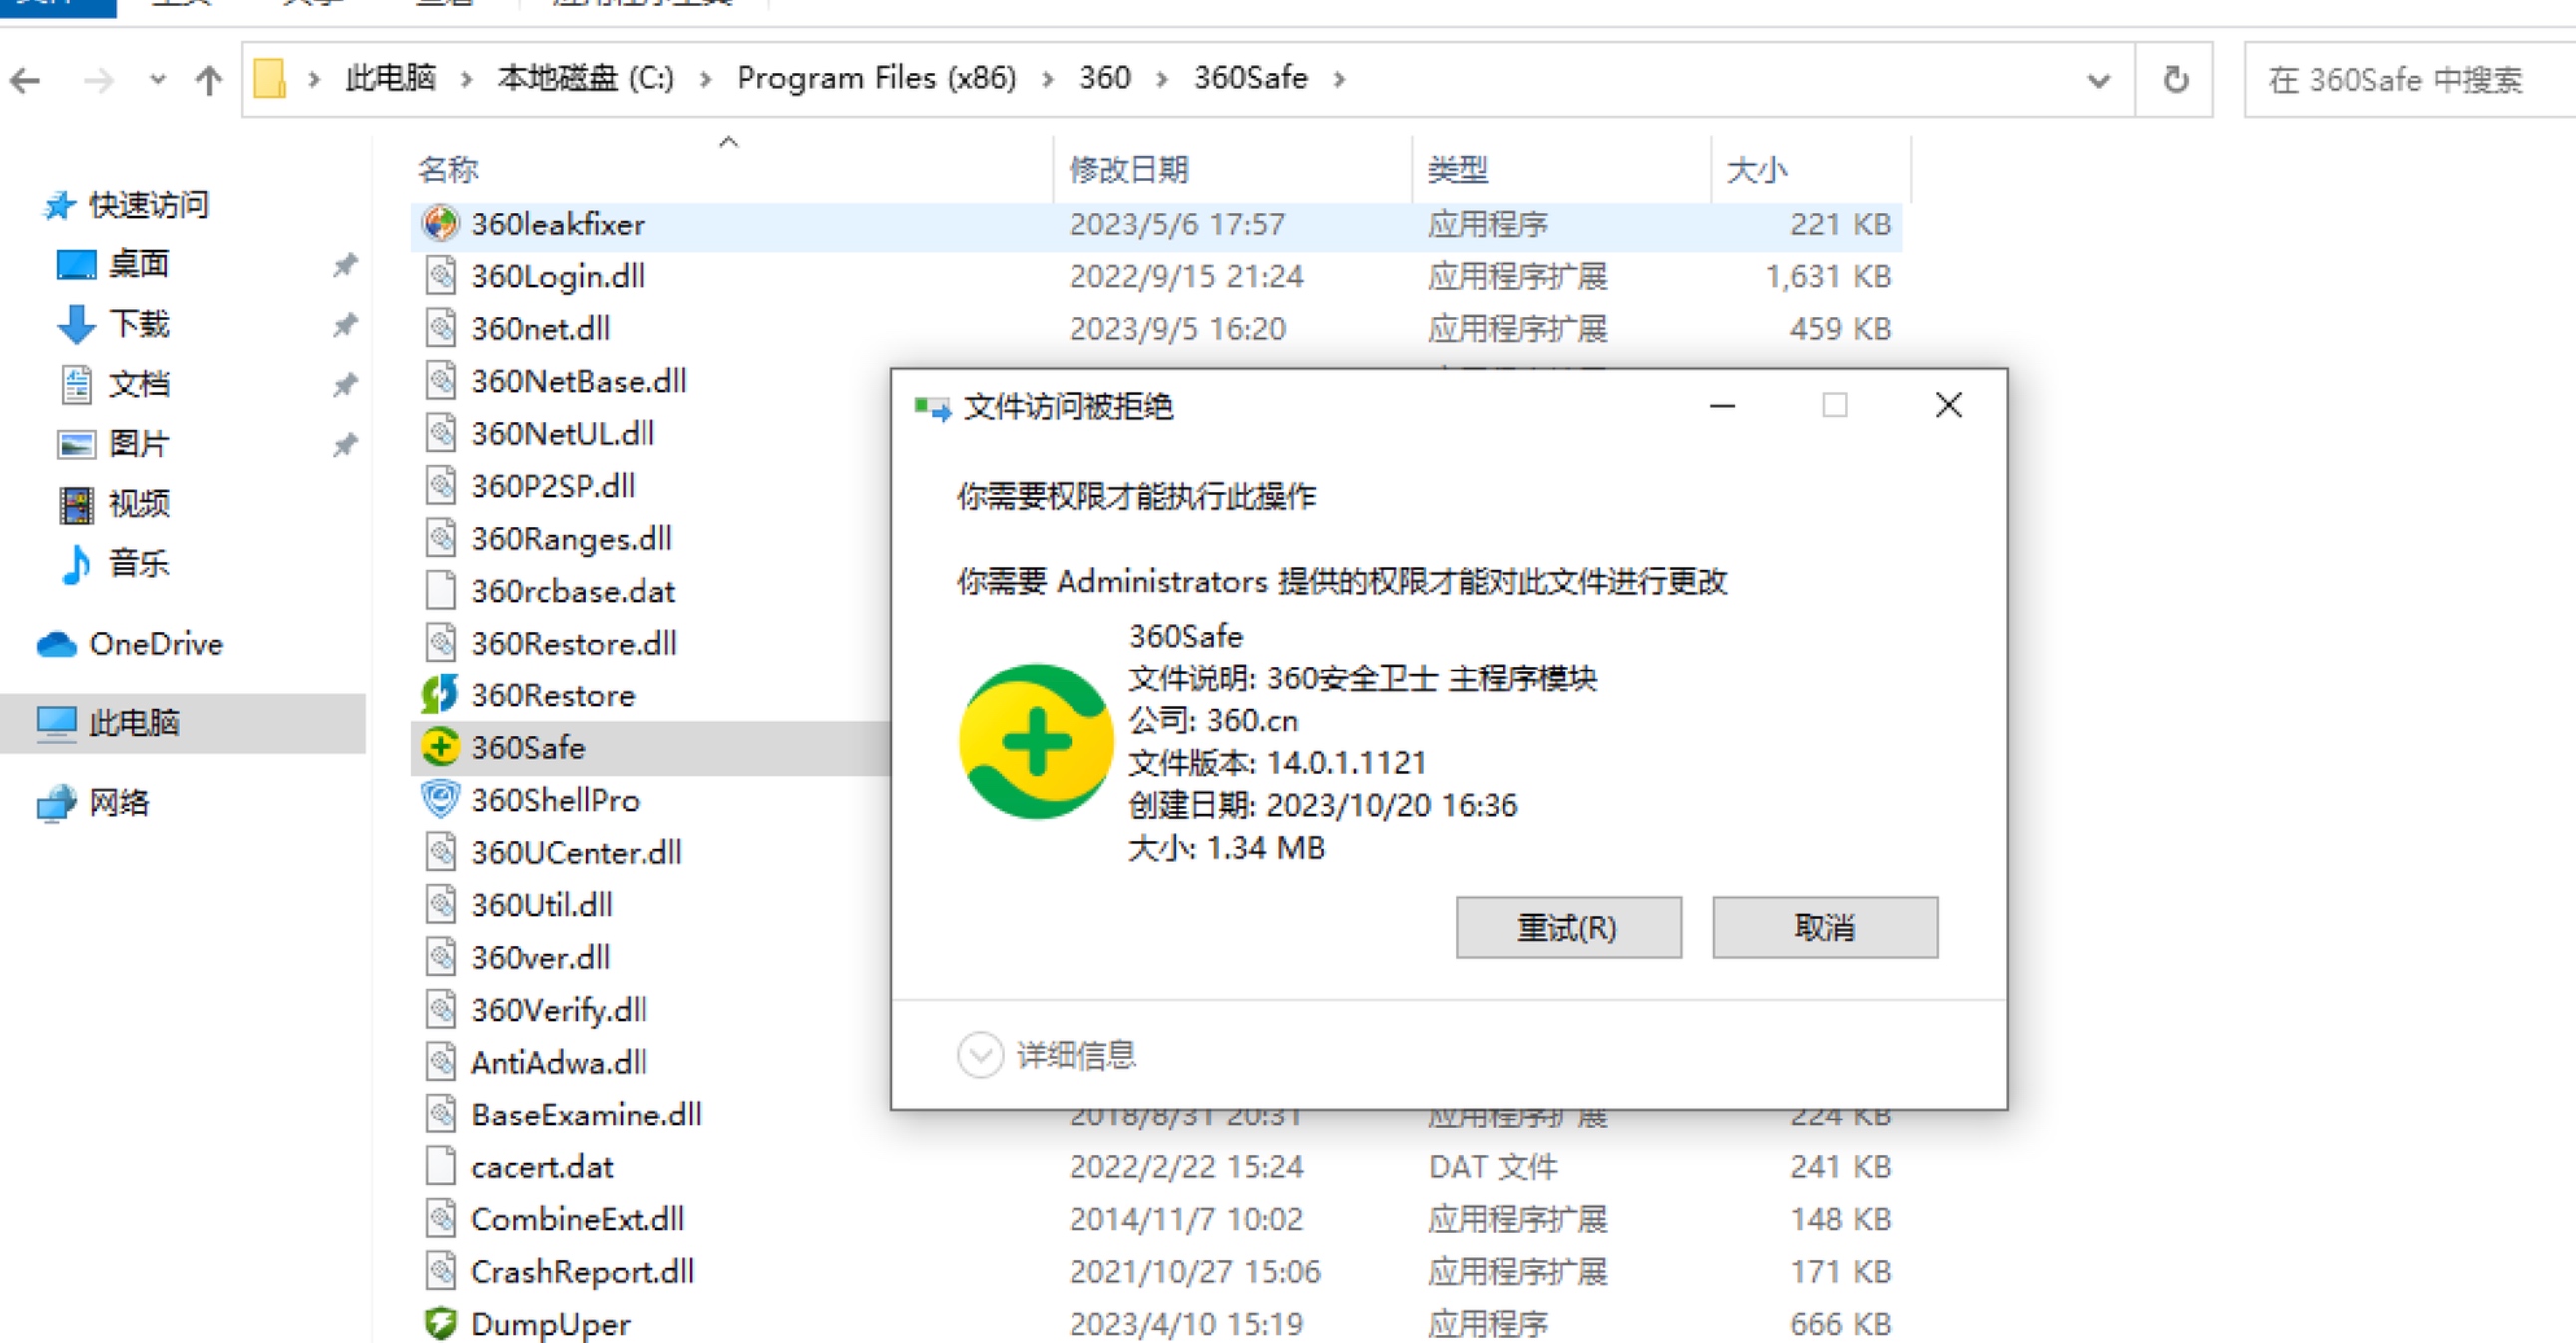 此电脑 本地磁盘 (C:) Program Files (x86) 360 360Safe 在 360Safe 中搜索
名称 修改日期 类型 大小
快速访问
桌面
下载
文档
图片
视频
音乐
OneDrive
此电脑
网络
360leakfixer 2023/5/6 17:57 应用程序 221 KB
360Login.dll 2022/9/15 21:24 应用程序扩展 1,631 KB
360net.dll 2023/9/5 16:20 应用程序扩展 459 KB
360NetBase.dll
360NetUL.dll
360P2SP.dll
360Ranges.dll
360rcbase.dat
360Restore.dll
360Restore
360Safe
360ShellPro
360UCenter.dll
360Util.dll
360ver.dll
360Verify.dll
AntiAdwa.dll
BaseExamine.dll 2018/8/31 20:31 应用程序扩展 224 KB
cacert.dat 2022/2/22 15:24 DAT 文件 241 KB
CombineExt.dll 2014/11/7 10:02 应用程序扩展 148 KB
CrashReport.dll 2021/10/27 15:06 应用程序扩展 171 KB
DumpUper 2023/4/10 15:19 应用程序 666 KB
文件访问被拒绝
你需要权限才能执行此操作
你需要 Administrators 提供的权限才能对此文件进行更改
360Safe
文件说明: 360安全卫士 主程序模块
公司: 360.cn
文件版本: 14.0.1.1121
创建日期: 2023/10/20 16:36
大小: 1.34 MB
重试(R) 取消
详细信息